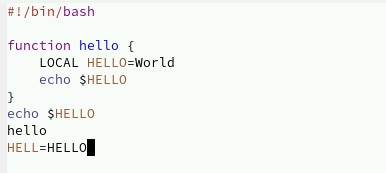 #!/bin/bash
function hello {
LOCAL HELLO=World
echo $HELLO
}
echo $HELLO
hello
HELL=HELLO